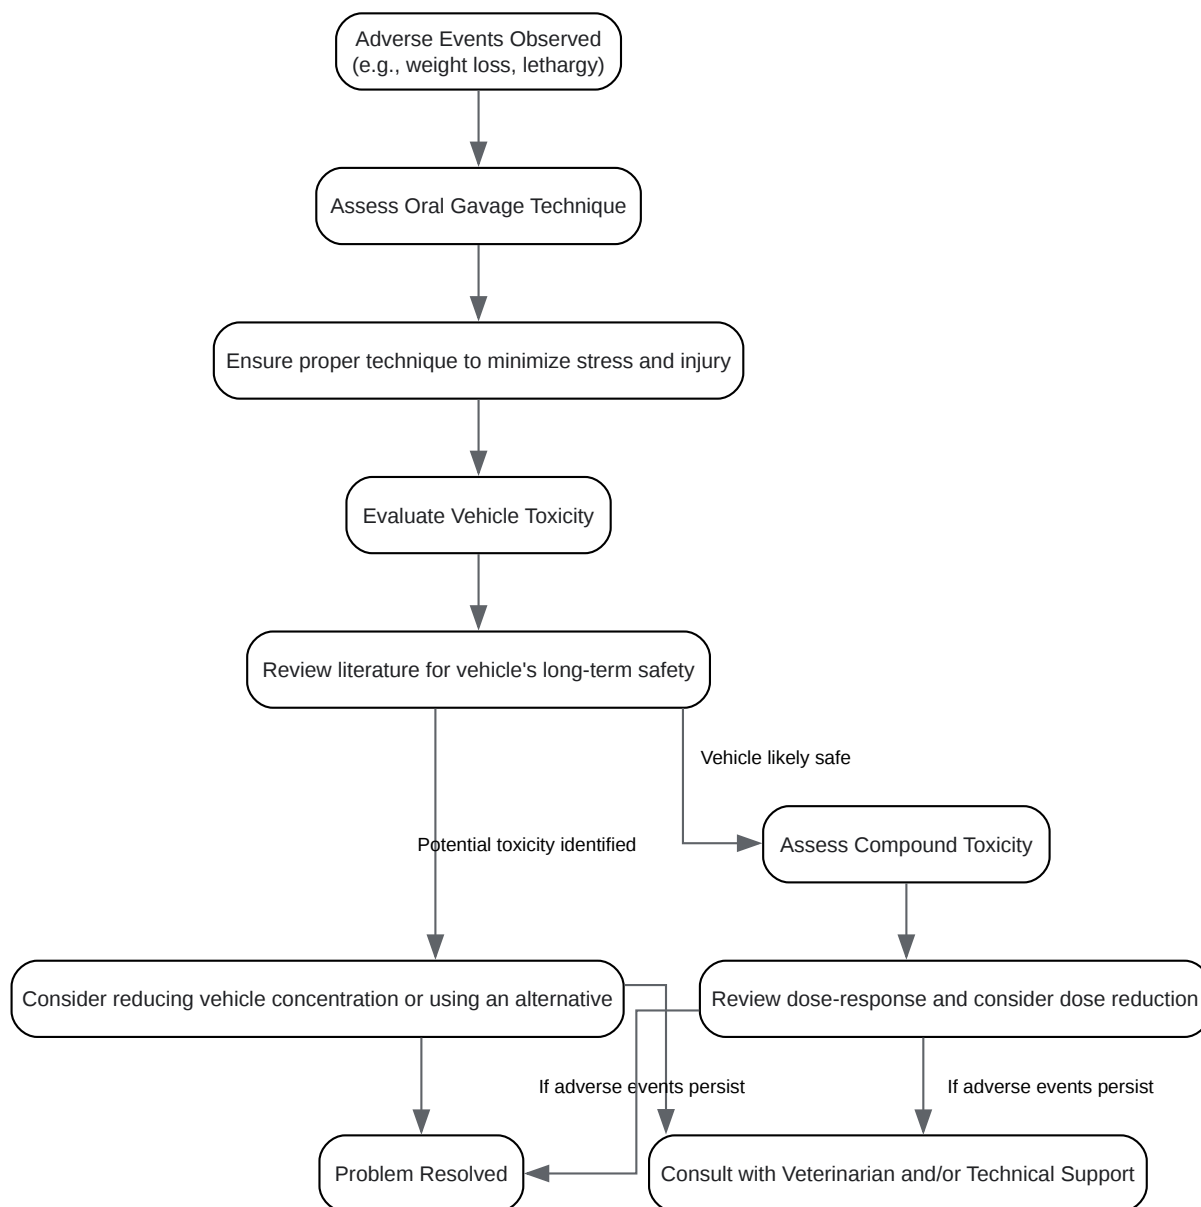 Adverse Events Observed
(e.g., weight loss, lethargy)
Assess Oral Gavage Technique
Ensure proper technique to minimize stress and injury
Evaluate Vehicle Toxicity
Review literature for vehicle's long-term safety
Vehicle likely safe
Potential toxicity identified
Assess Compound Toxicity
Consider reducing vehicle concentration or using an alternative
Review dose-response and consider dose reduction
If adverse events persist
If adverse events persist
Problem Resolved
Consult with Veterinarian and/or Technical Support